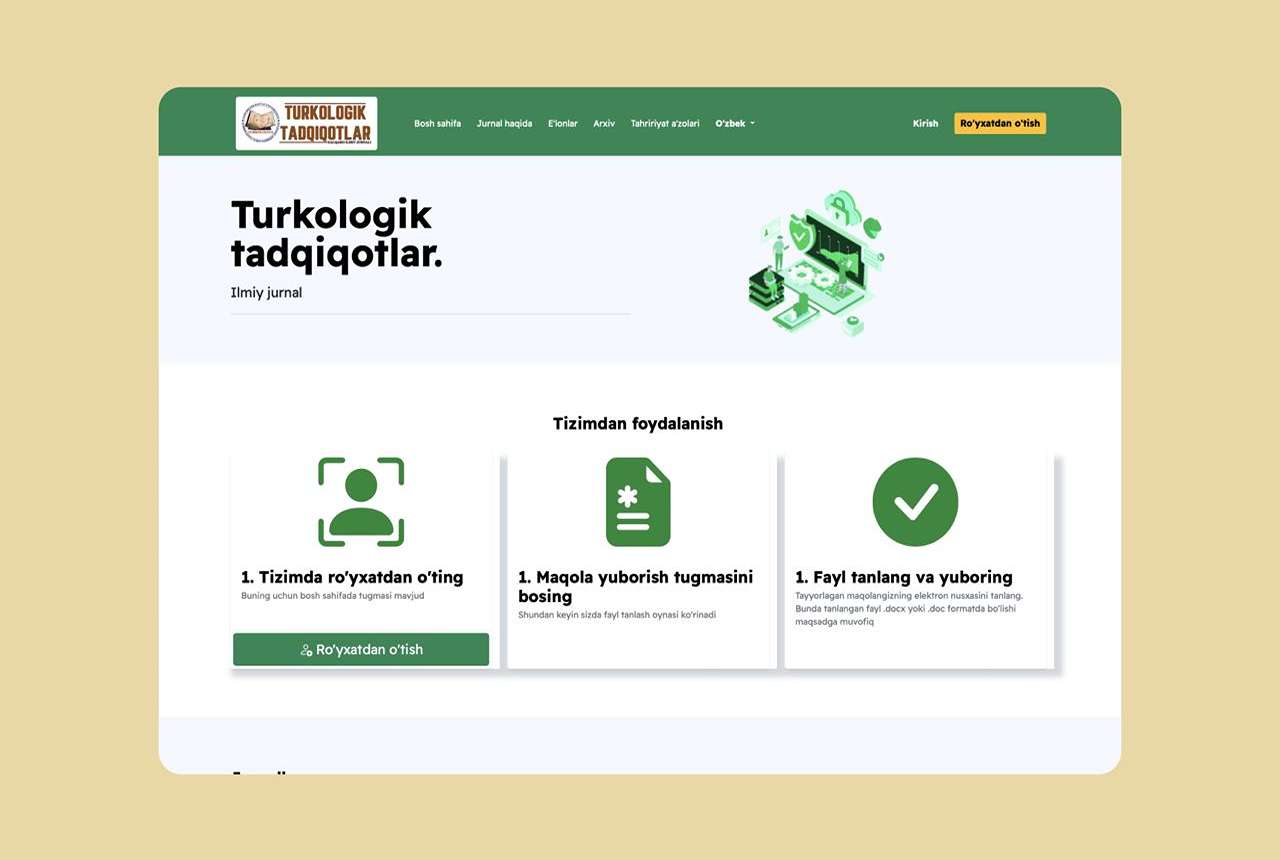 TURKOLOGIK
TADQIQOTLAR
Bosh sahifa Jurnal haqida E'lonlar Arxiv Tahririyat a'zolari O'zbek
Kirish Ro'yxatdan o'tish
Turkologik
tadqiqotlar.
Ilmiy jurnal
Tizimdan foydalanish
1. Tizimda ro'yxatdan o'ting
Buning uchun bosh sahifada tugmasi mavjud
Ro'yxatdan o'tish
1. Maqola yuborish tugmasini
bosing
Shundan keyin sizda fayl tanlash oynasi ko'rinadi
1. Fayl tanlang va yuboring
Tayyorlagan maqolangizning elektron nusxasini tanlang.
Bunda tanlangan fayl .docx yoki .doc formatda bo'lishi
maqsadga muvofiq